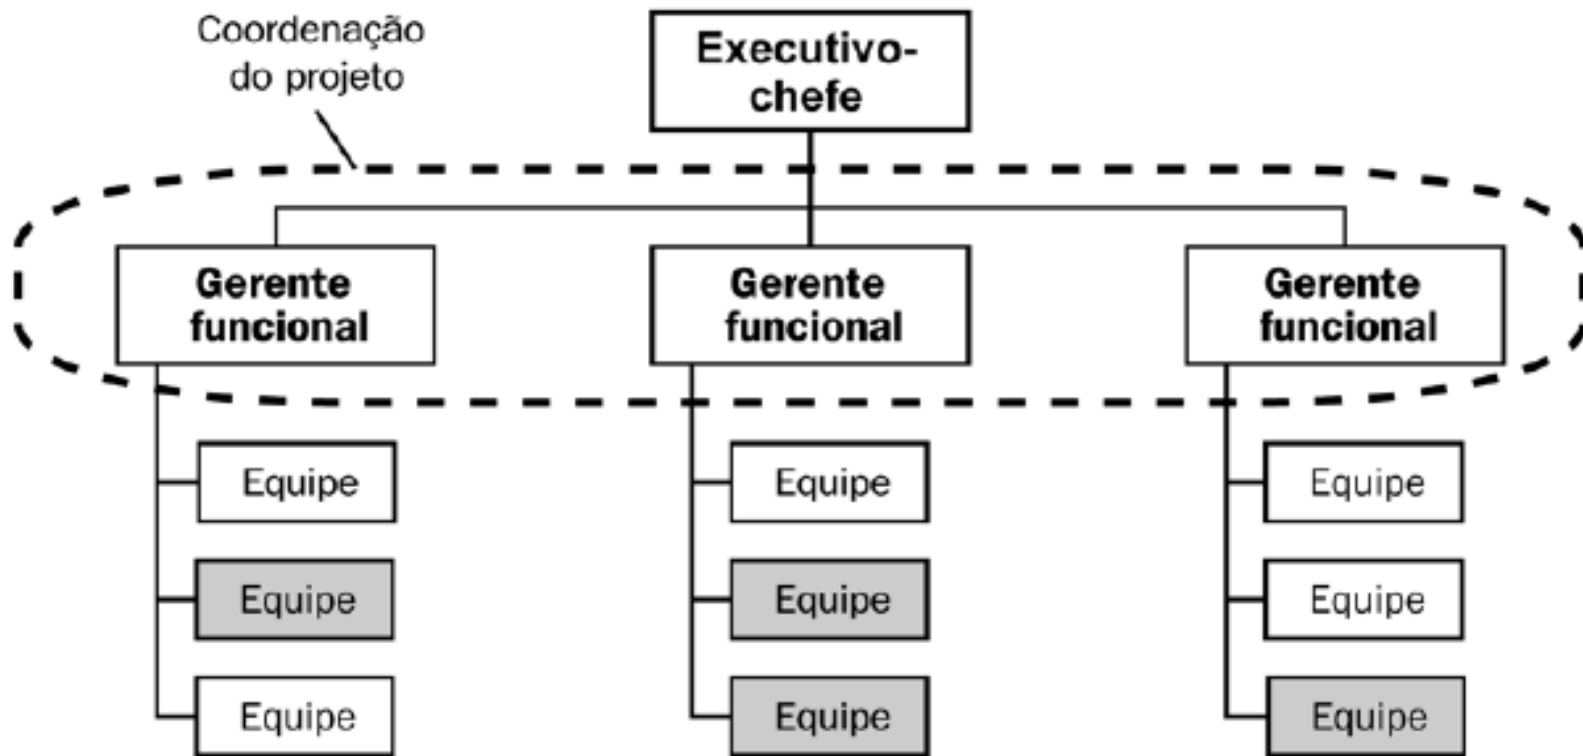 Coordenação
do projeto
Executivo-
chefe
Gerente
funcional
Gerente
funcional
Gerente
funcional
Equipe
Equipe
Equipe
Equipe
Equipe
Equipe
Equipe
Equipe
Equipe